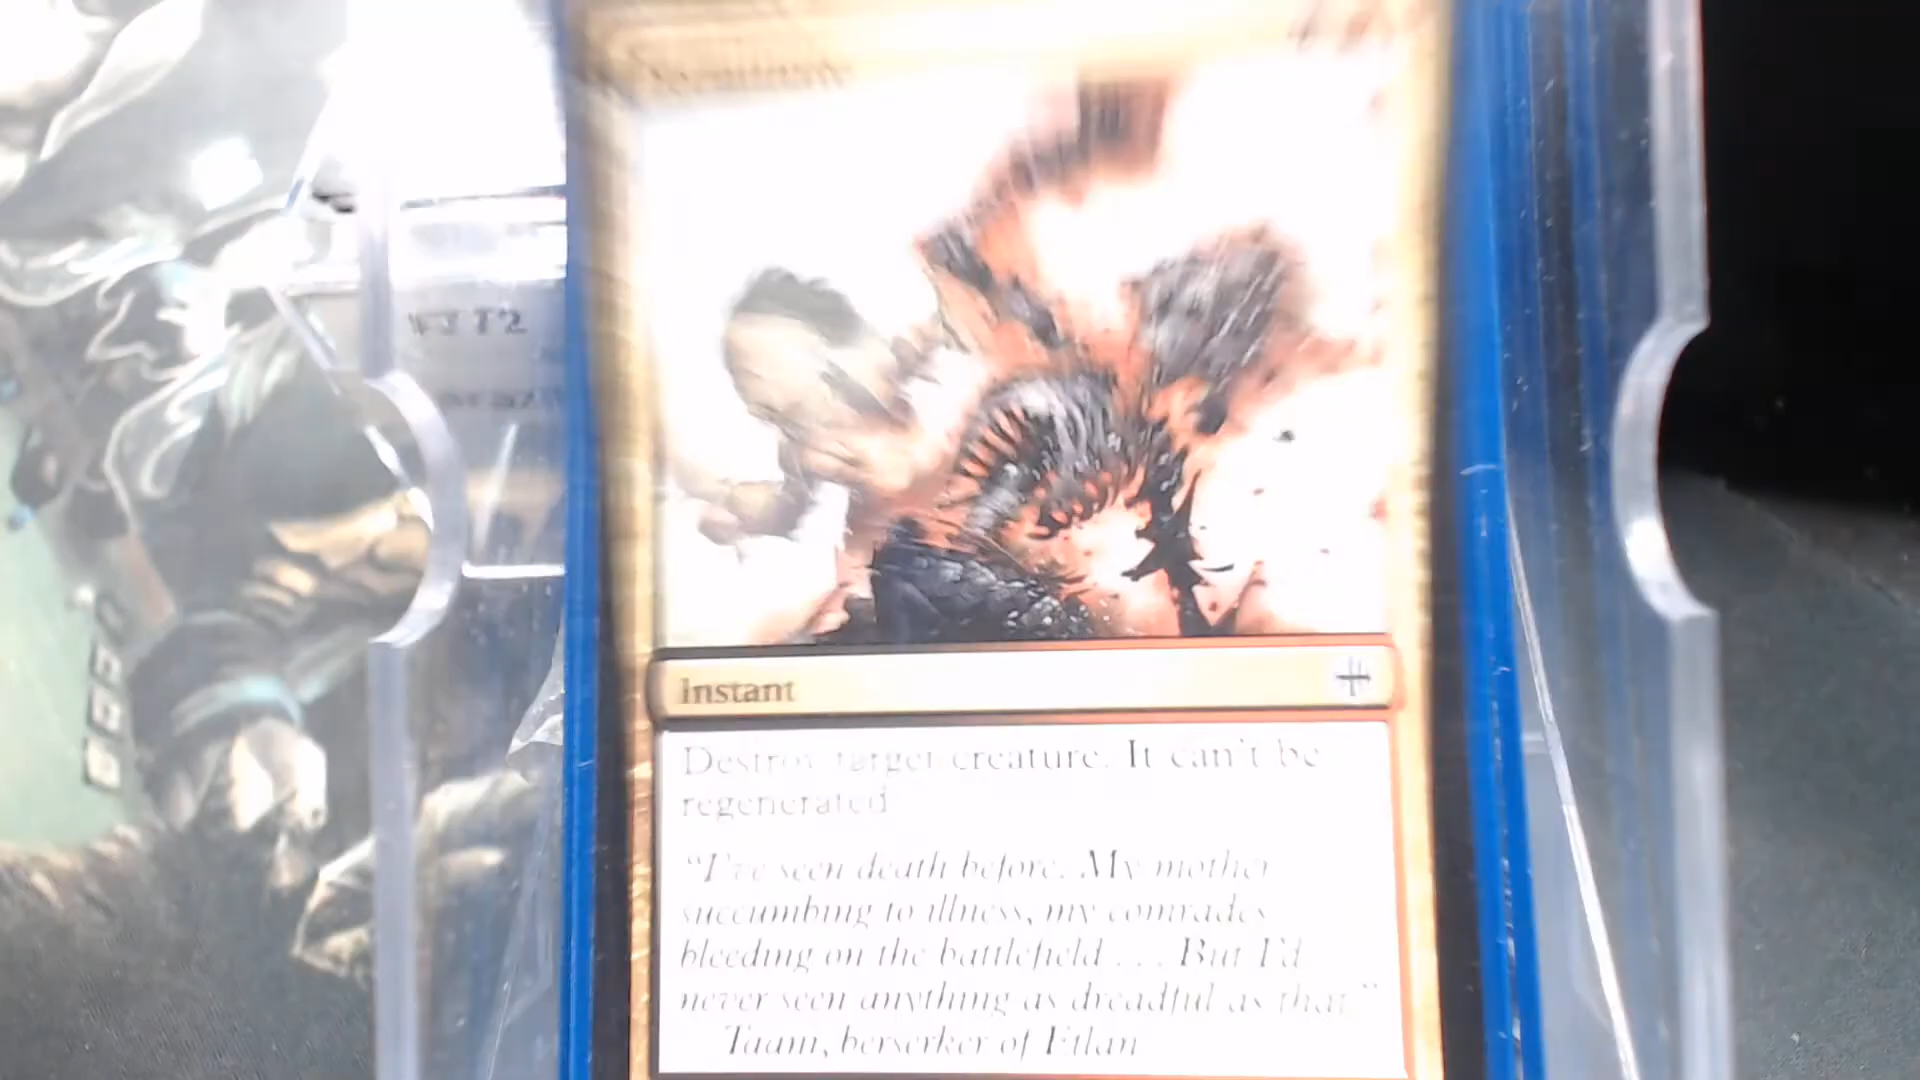 Instant
Destroy target creature. It can't be
regenerated.
"I've seen death before. My mother
succumbing to illness, my comrades
bleeding on the battlefield . . . But I'd
never seen anything as dreadful as that."
Taani, berserker of Etlan